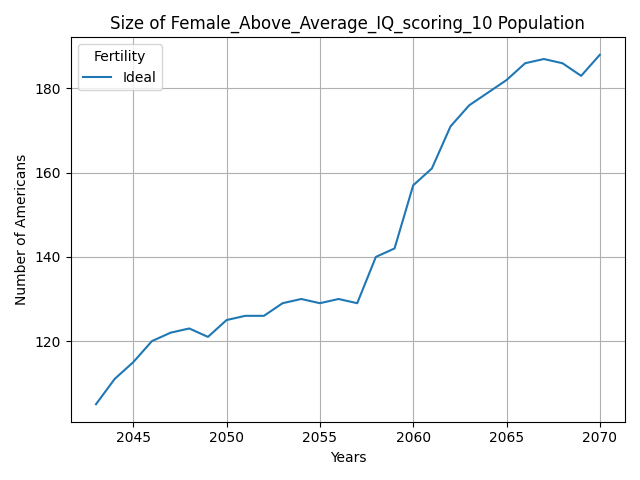 Size of Female_Above_Average_IQ_scoring_10 Population
Fertility
Ideal
Number of Americans
180
160
140
120
2045 2050 2055 2060 2065 2070
Years